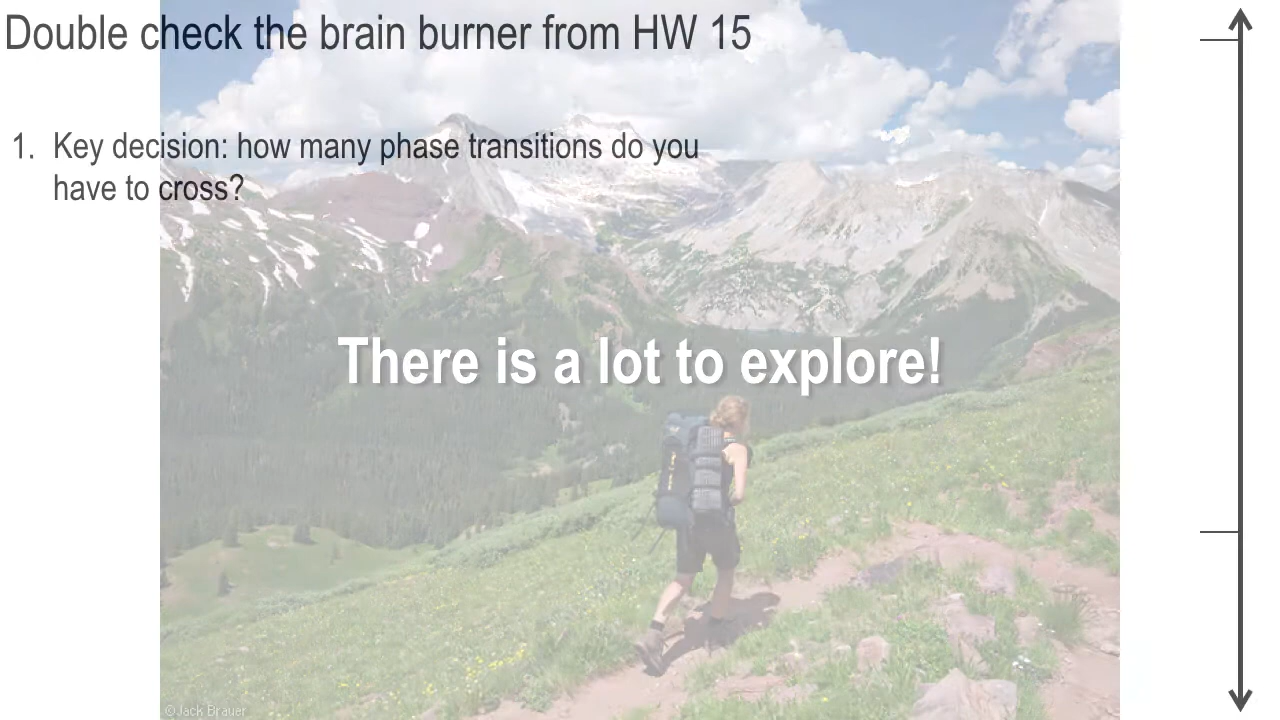 Double check the brain burner from HW 15
1. Key decision: how many phase transitions do you
have to cross?
There is a lot to explore!
©Jack Brauer